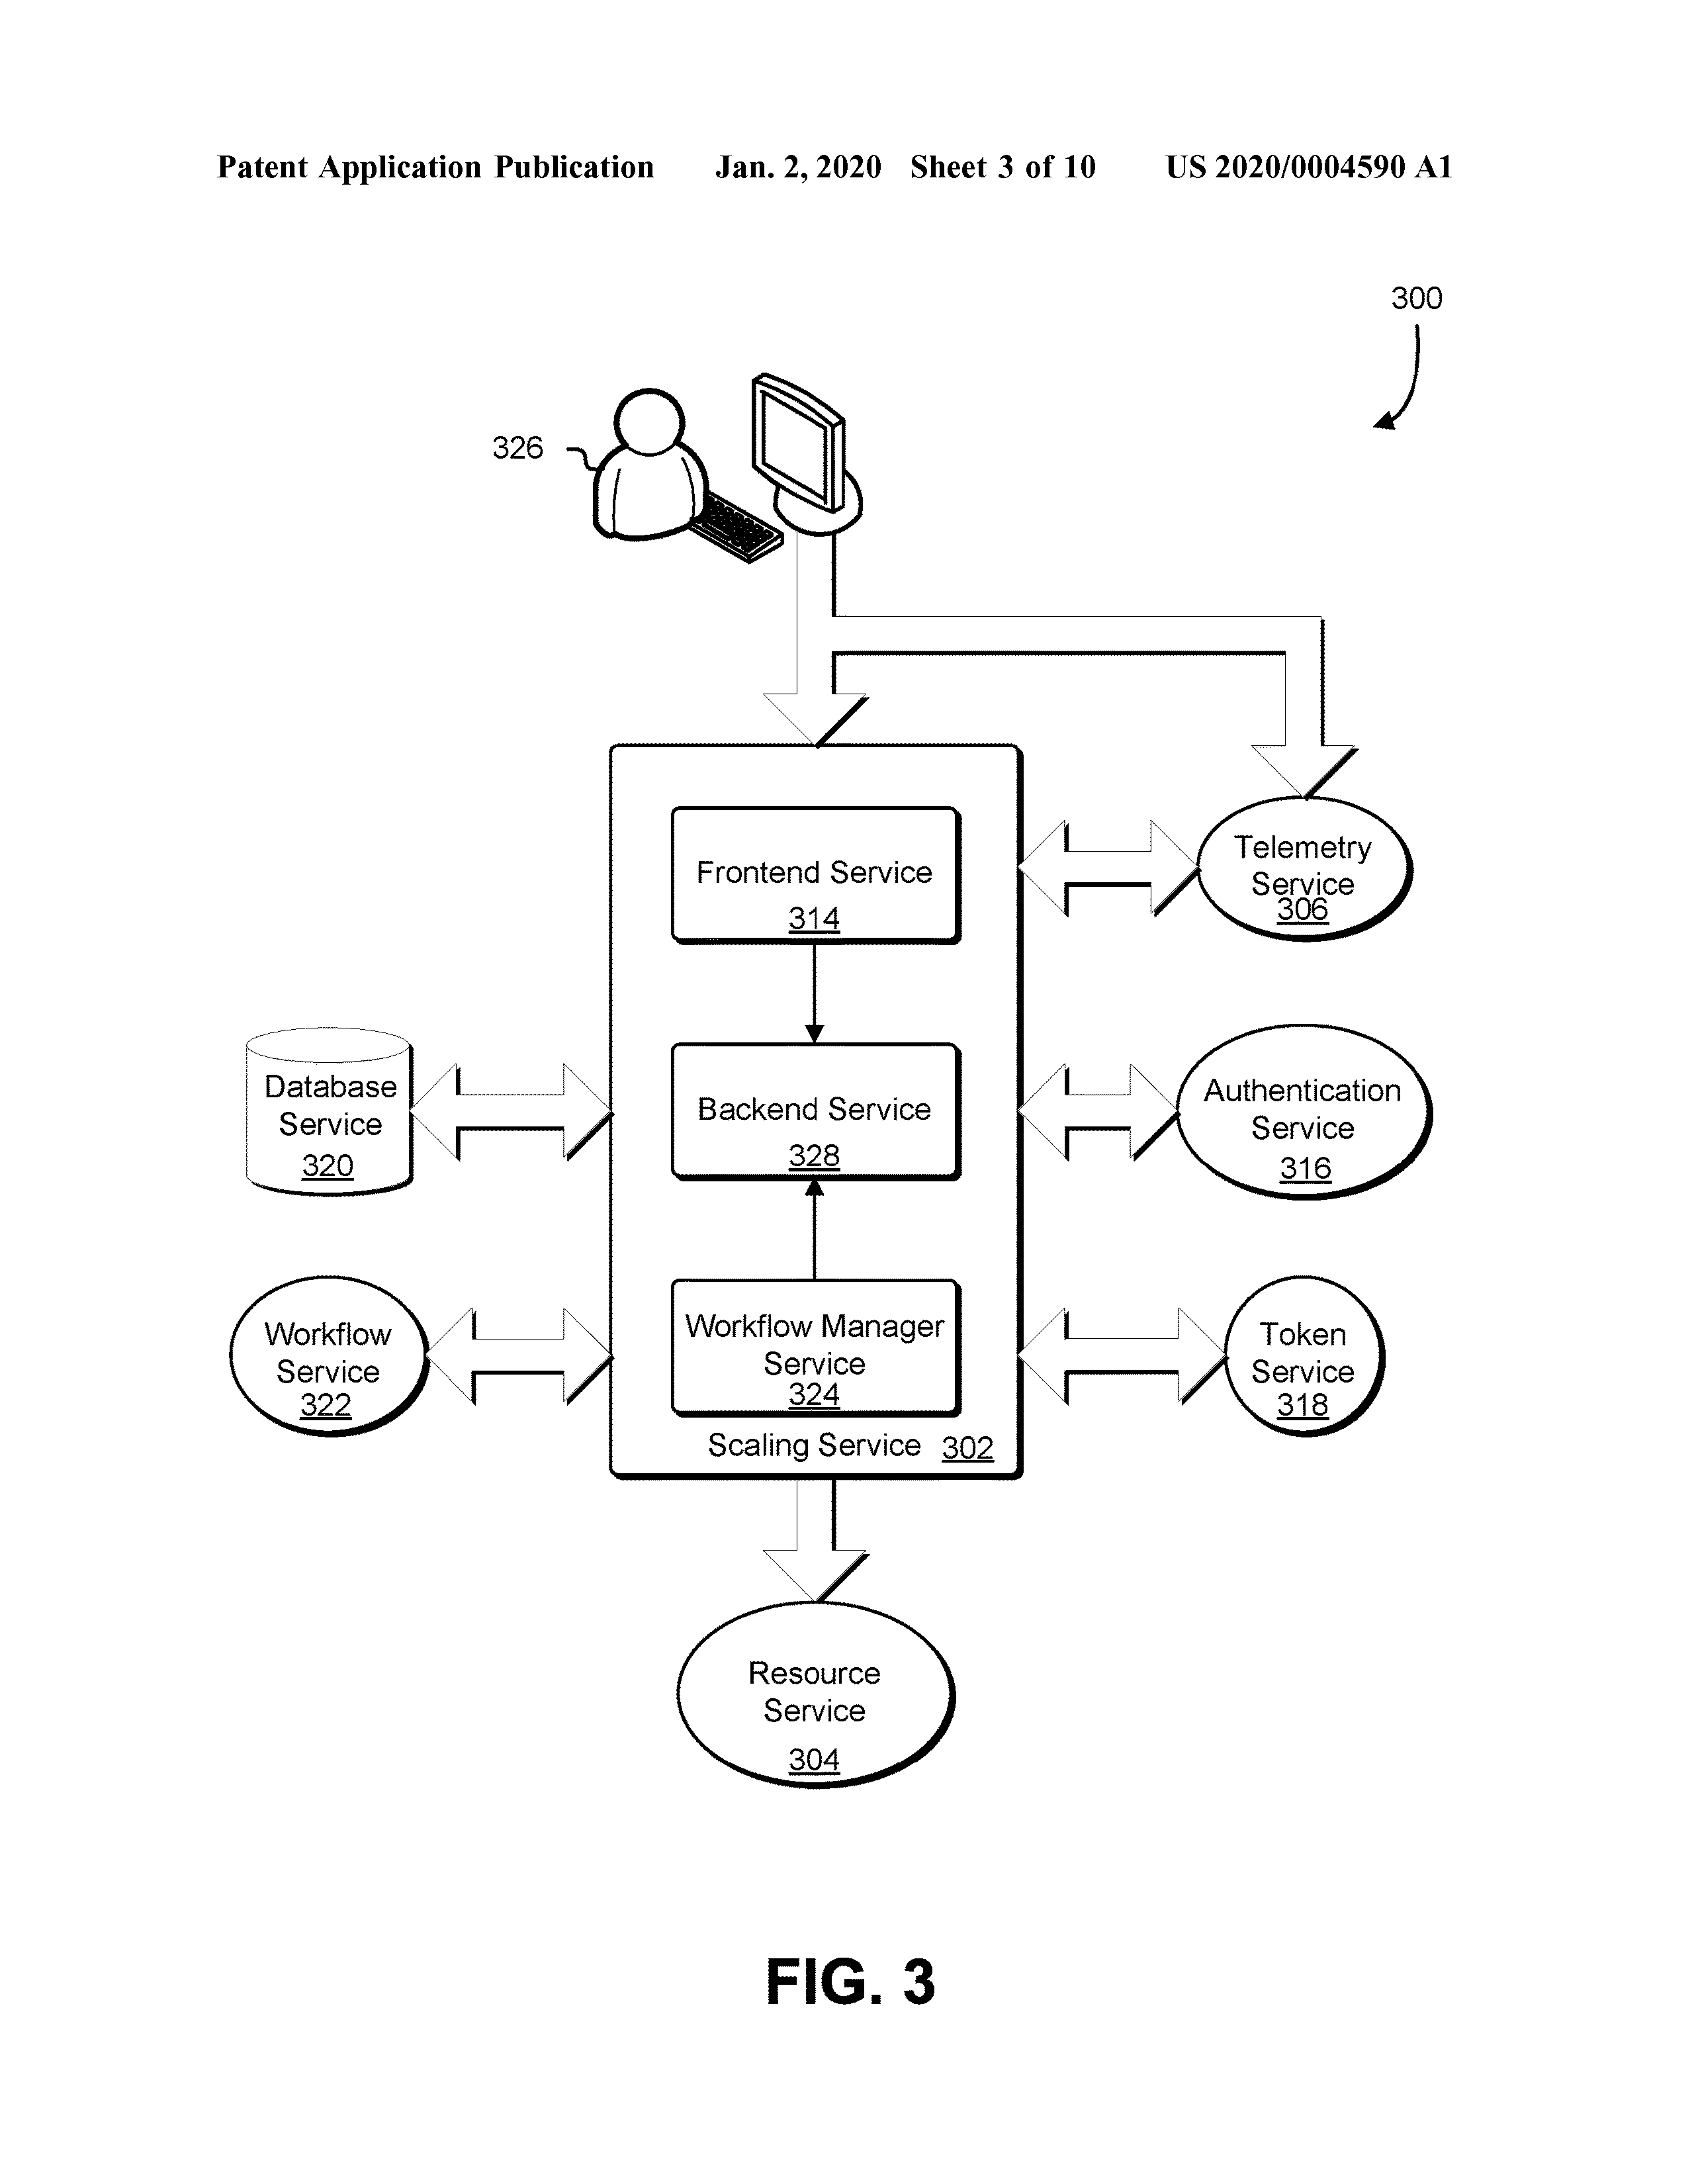 Patent Application Publication Jan. 2, 2020 Sheet 3 of 10 US 2020/0004590 A1
300
326
Frontend Service
314
Telemetry
Service
306
Database
Service
320
Backend Service
328
Authentication
Service
316
Workflow
Service
322
Workflow Manager
Service
324
Token
Service
318
Scaling Service 302
Resource
Service
304
FIG. 3